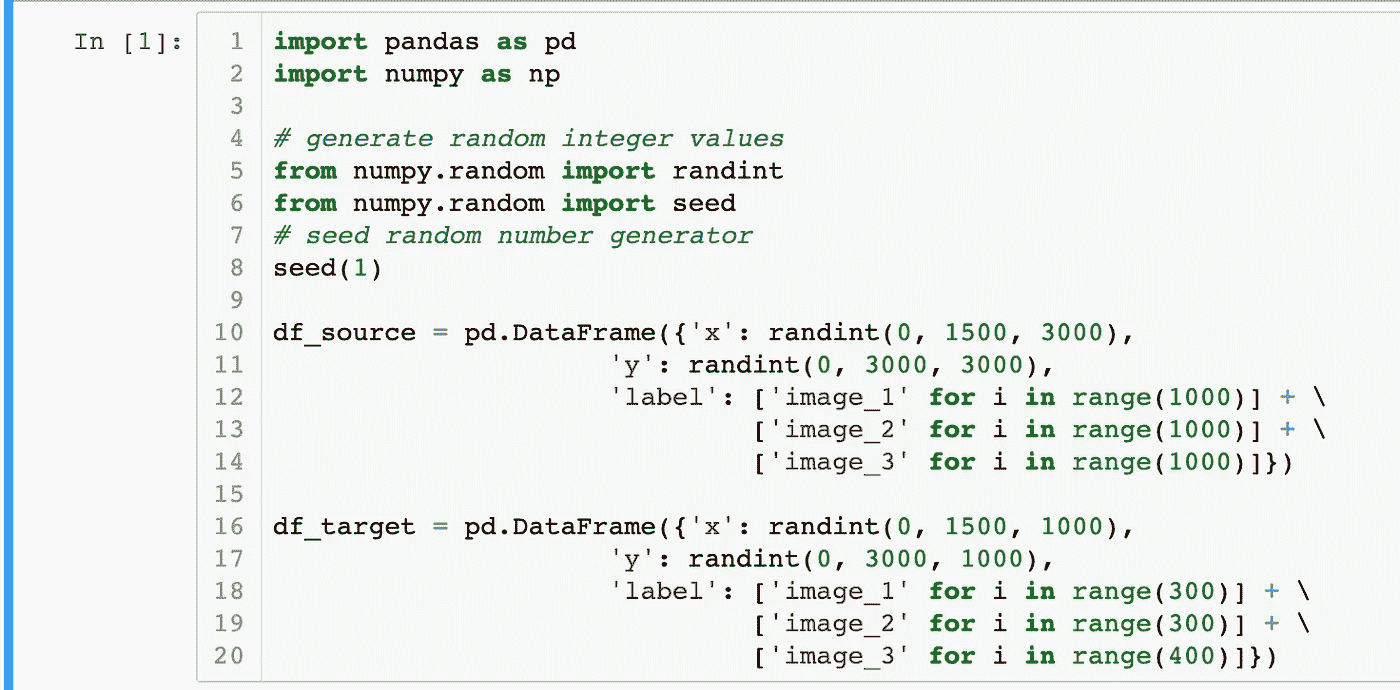 In [1]:
1 import pandas as pd
2 import numpy as np
3
4 # generate random integer values
5 from numpy.random import randint
6 from numpy.random import seed
7 # seed random number generator
8 seed(1)
9
10 df_source = pd.DataFrame({'x': randint(0, 1500, 3000),
11                      'y': randint(0, 3000, 3000),
12                      'label': ['image_1' for i in range(1000)] + \
13                               ['image_2' for i in range(1000)] + \
14                               ['image_3' for i in range(1000)]})
15
16 df_target = pd.DataFrame({'x': randint(0, 1500, 1000),
17                      'y': randint(0, 3000, 1000),
18                      'label': ['image_1' for i in range(300)] + \
19                               ['image_2' for i in range(300)] + \
20                               ['image_3' for i in range(400)]})